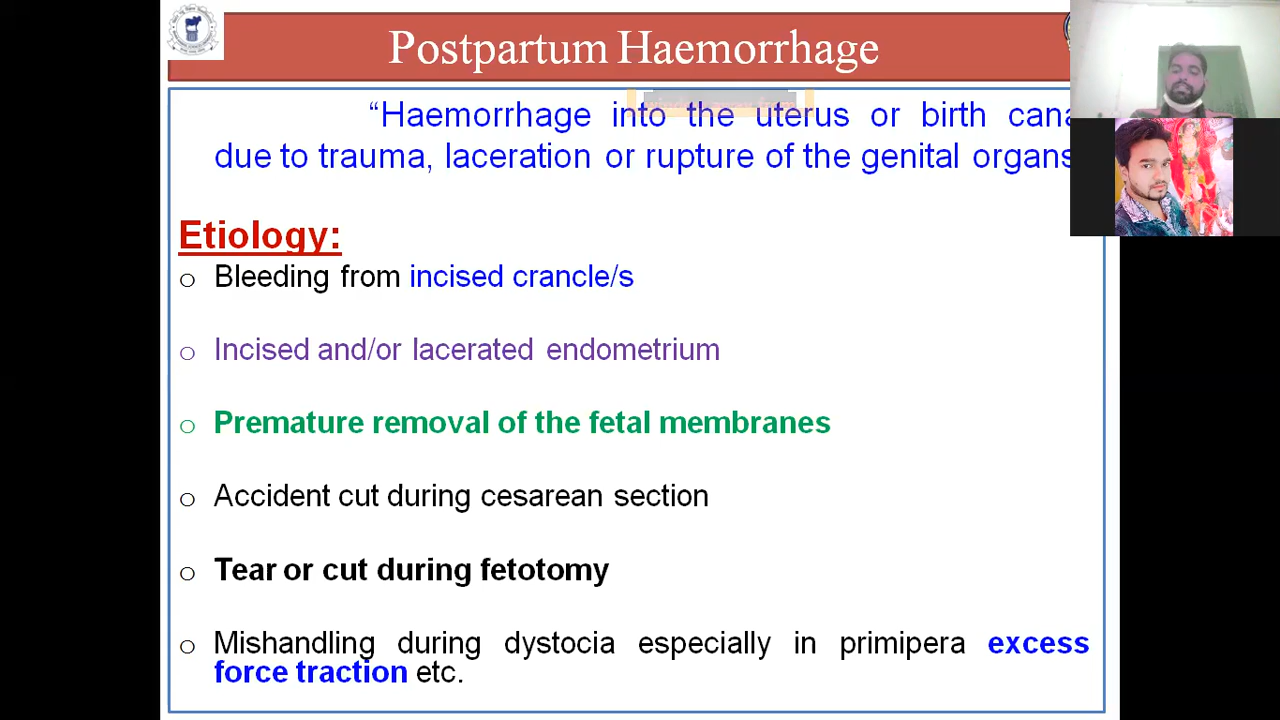 Postpartum Haemorrhage
“Haemorrhage into the uterus or birth cana
due to trauma, laceration or rupture of the genital organs
Etiology:
o Bleeding from incised crancle/s
o Incised and/or lacerated endometrium
o Premature removal of the fetal membranes
o Accident cut during cesarean section
o Tear or cut during fetotomy
o Mishandling during dystocia especially in primipera excess
force traction etc.